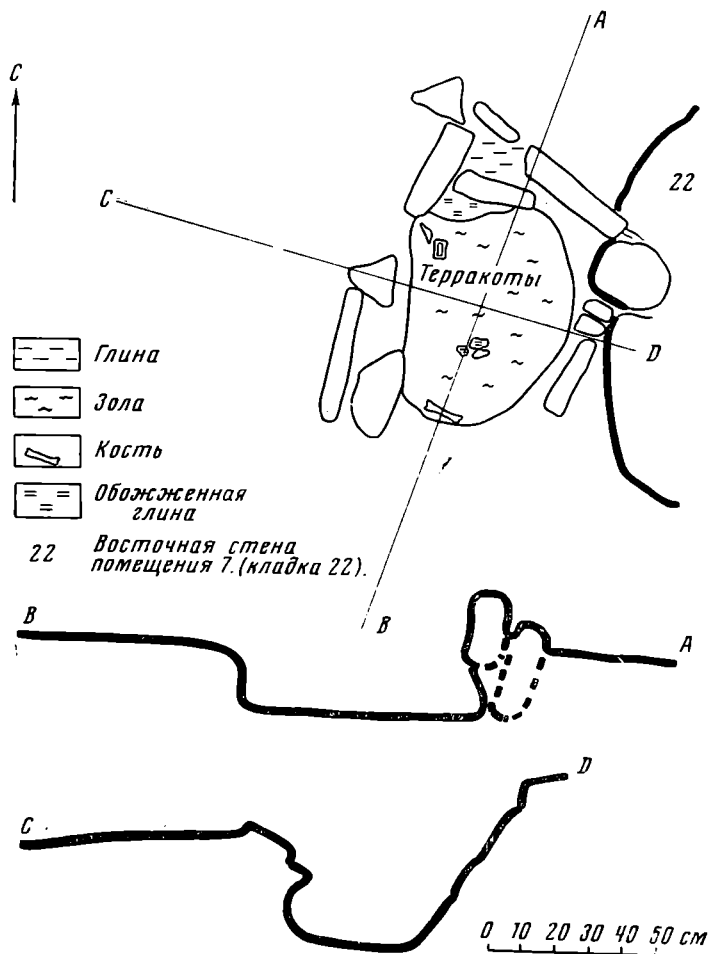 A
C
22
C
Терракоты
D
Глина
Зола
Кость
Обожженная
глина
22 Восточная стена
помещения 7.(кладка 22).
B
B
A
D
C
0 10 20 30 40 50 см